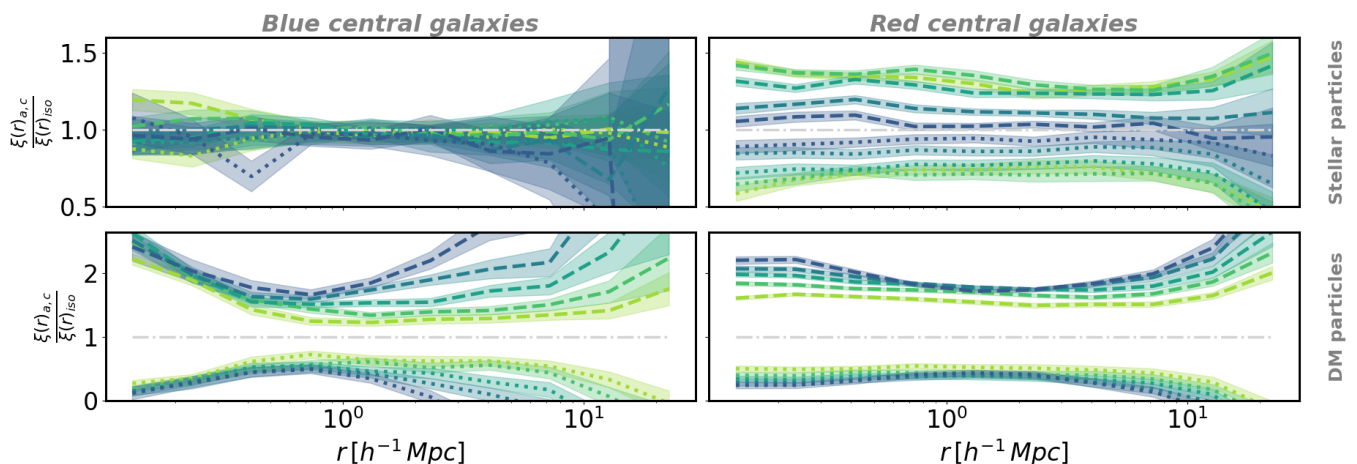 Blue central galaxies
Red central galaxies
1.5
1.0
0.5
ξ(r)a,c
ξ(r)iso
Stellar particles
2
1
0
ξ(r)a,c
ξ(r)iso
DM particles
10⁰
10¹
10⁰
10¹
r [h⁻¹ Mpc]
r [h⁻¹ Mpc]